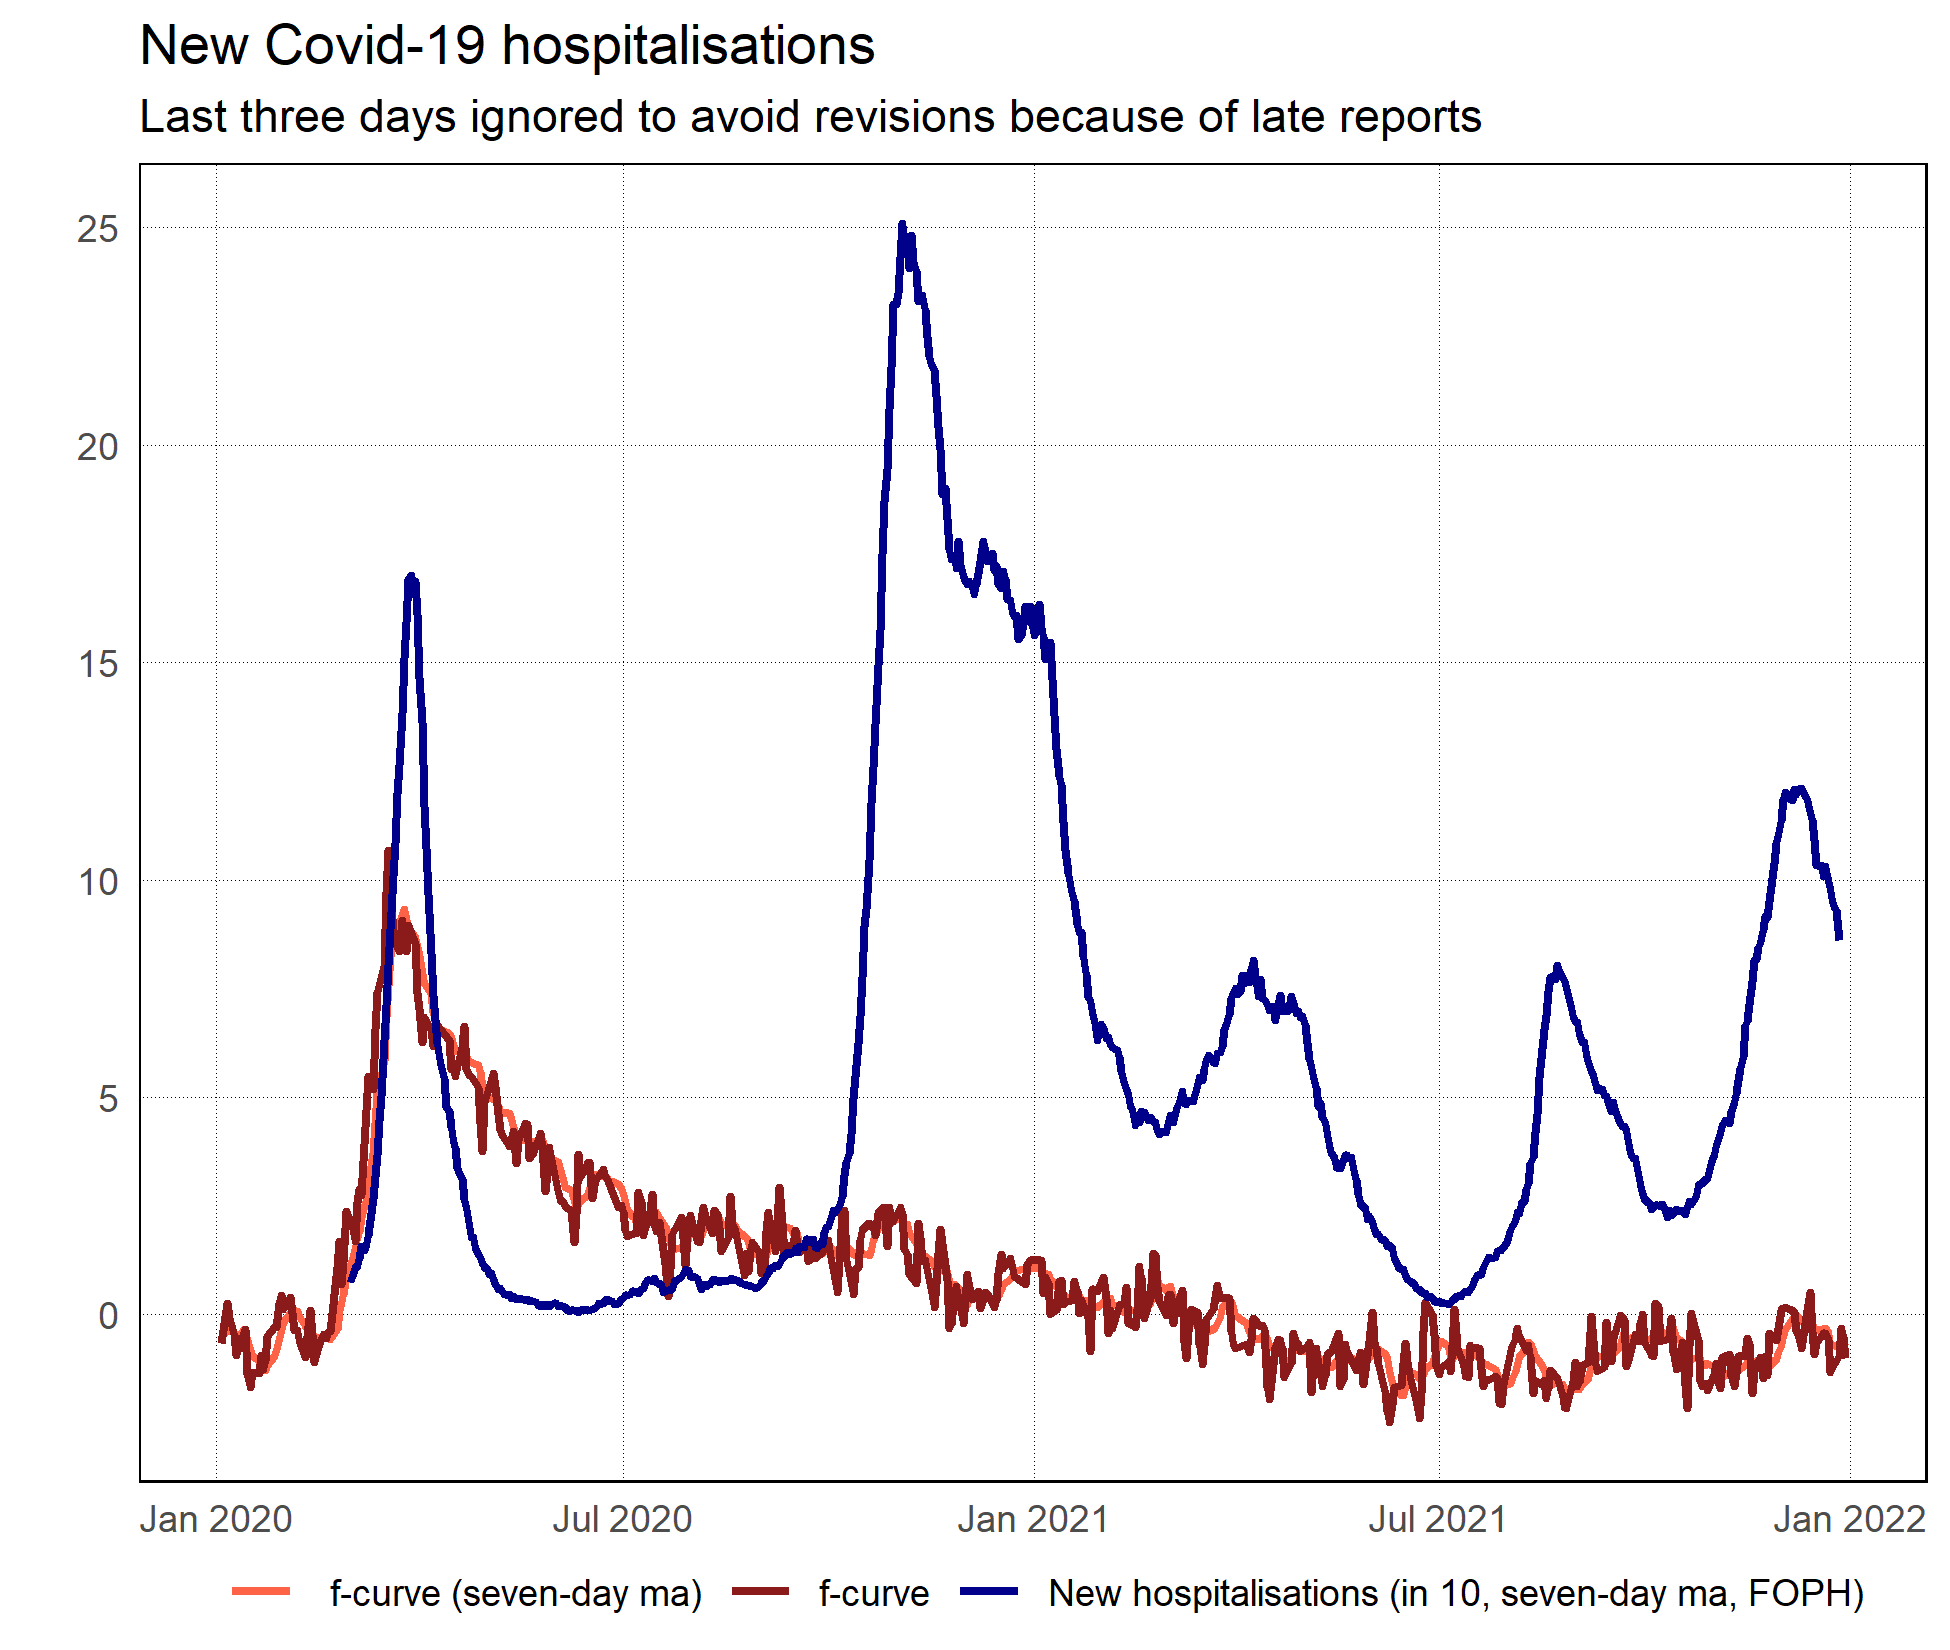 New Covid-19 hospitalisations
Last three days ignored to avoid revisions because of late reports
25
20
15
10
5
0
Jan 2020 Jul 2020 Jan 2021 Jul 2021 Jan 2022
f-curve (seven-day ma) f-curve New hospitalisations (in 10, seven-day ma, FOPH)